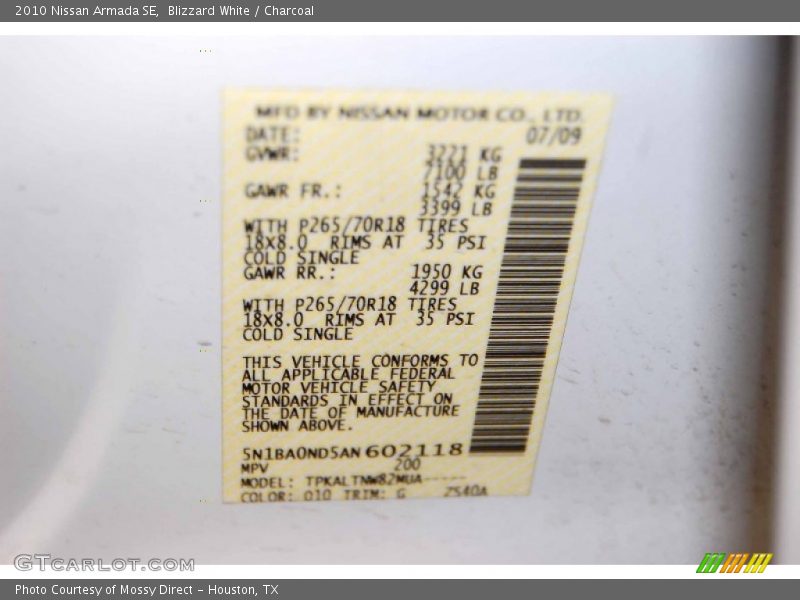 2010 Nissan Armada SE, Blizzard White / Charcoal
MFD BY NISSAN MOTOR CO., LTD.
DATE: 07/09
GVWR: 3221 KG
7100 LB
GAWR FR.: 1542 KG
3399 LB
WITH P265/70R18 TIRES
18X8.0 RIMS AT 35 PSI
COLD SINGLE
GAWR RR.: 1950 KG
4299 LB
WITH P265/70R18 TIRES
18X8.0 RIMS AT 35 PSI
COLD SINGLE
THIS VEHICLE CONFORMS TO
ALL APPLICABLE FEDERAL
MOTOR VEHICLE SAFETY
STANDARDS IN EFFECT ON
THE DATE OF MANUFACTURE
SHOWN ABOVE.
5N1BA0ND5AN602118
MPV 200
MODEL: TPKALTNW82MUA-----
COLOR: 010 TRIM: G ZS40A
GTCARLOT.COM
Photo Courtesy of Mossy Direct – Houston, TX